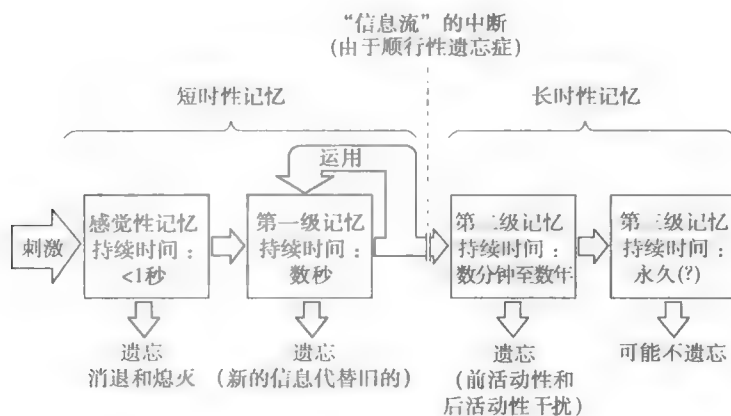 “信息流”的中断
(由于顺行性遗忘症)
短时性记忆
长时性记忆
运用
刺激
感觉性记忆
持续时间：
<1秒
第一级记忆
持续时间：
数秒
第二级记忆
持续时间：
数分钟至数年
第三级记忆
持续时间：
永久(?)
遗忘
消退和熄灭
遗忘
(新的信息代替旧的)
遗忘
(前活动性和
后活动性干扰)
可能不遗忘